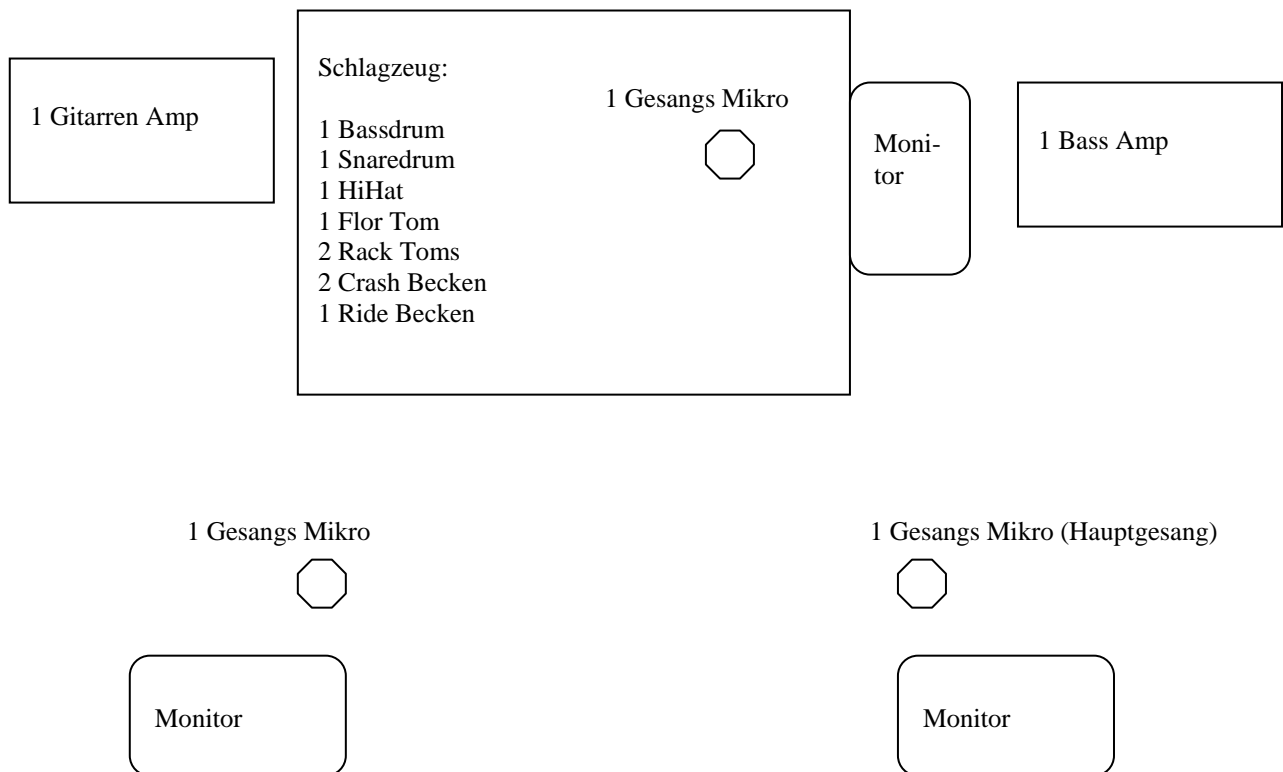 1 Gitarren Amp
Schlagzeug:
1 Bassdrum
1 Snaredrum
1 HiHat
1 Flor Tom
2 Rack Toms
2 Crash Becken
1 Ride Becken
1 Gesangs Mikro
Moni-
tor
1 Bass Amp
1 Gesangs Mikro
1 Gesangs Mikro (Hauptgesang)
Monitor
Monitor